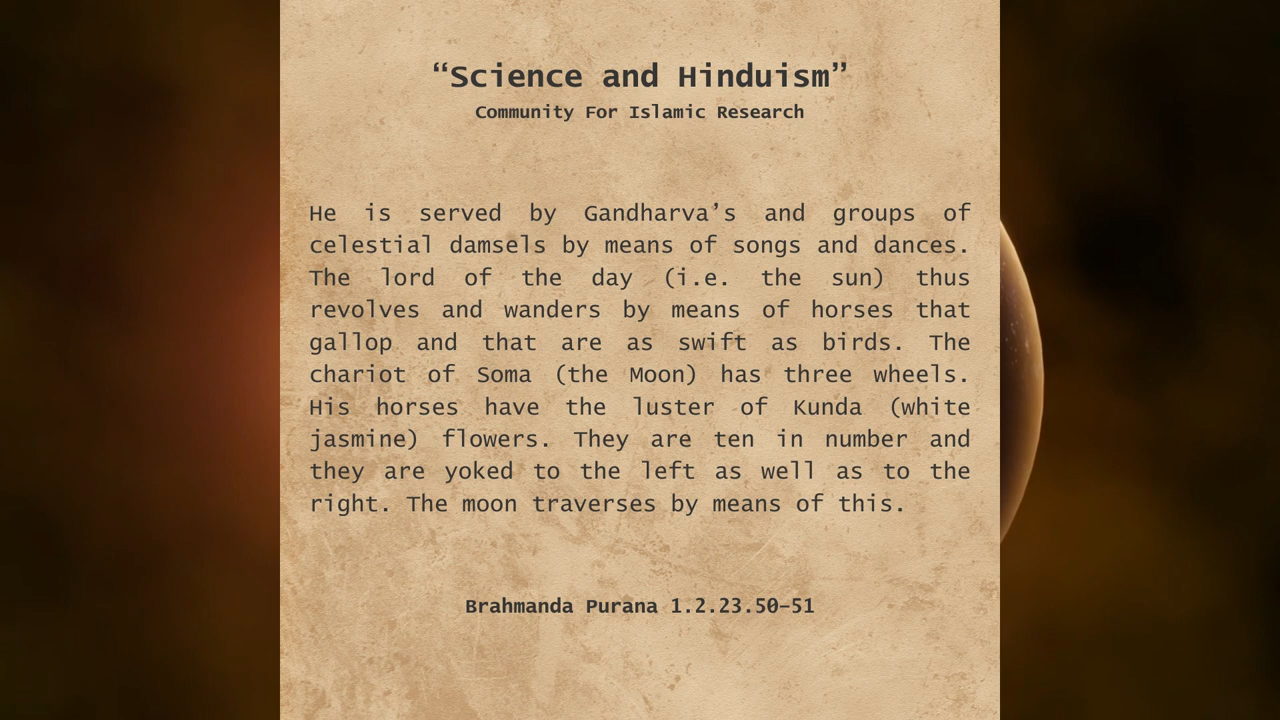 “Science and Hinduism”
Community For Islamic Research
He is served by Gandharva’s and groups of
celestial damsels by means of songs and dances.
The lord of the day (i.e. the sun) thus
revolves and wanders by means of horses that
gallop and that are as swift as birds. The
chariot of Soma (the Moon) has three wheels.
His horses have the luster of Kunda (white
jasmine) flowers. They are ten in number and
they are yoked to the left as well as to the
right. The moon traverses by means of this.
Brahmanda Purana 1.2.23.50–51